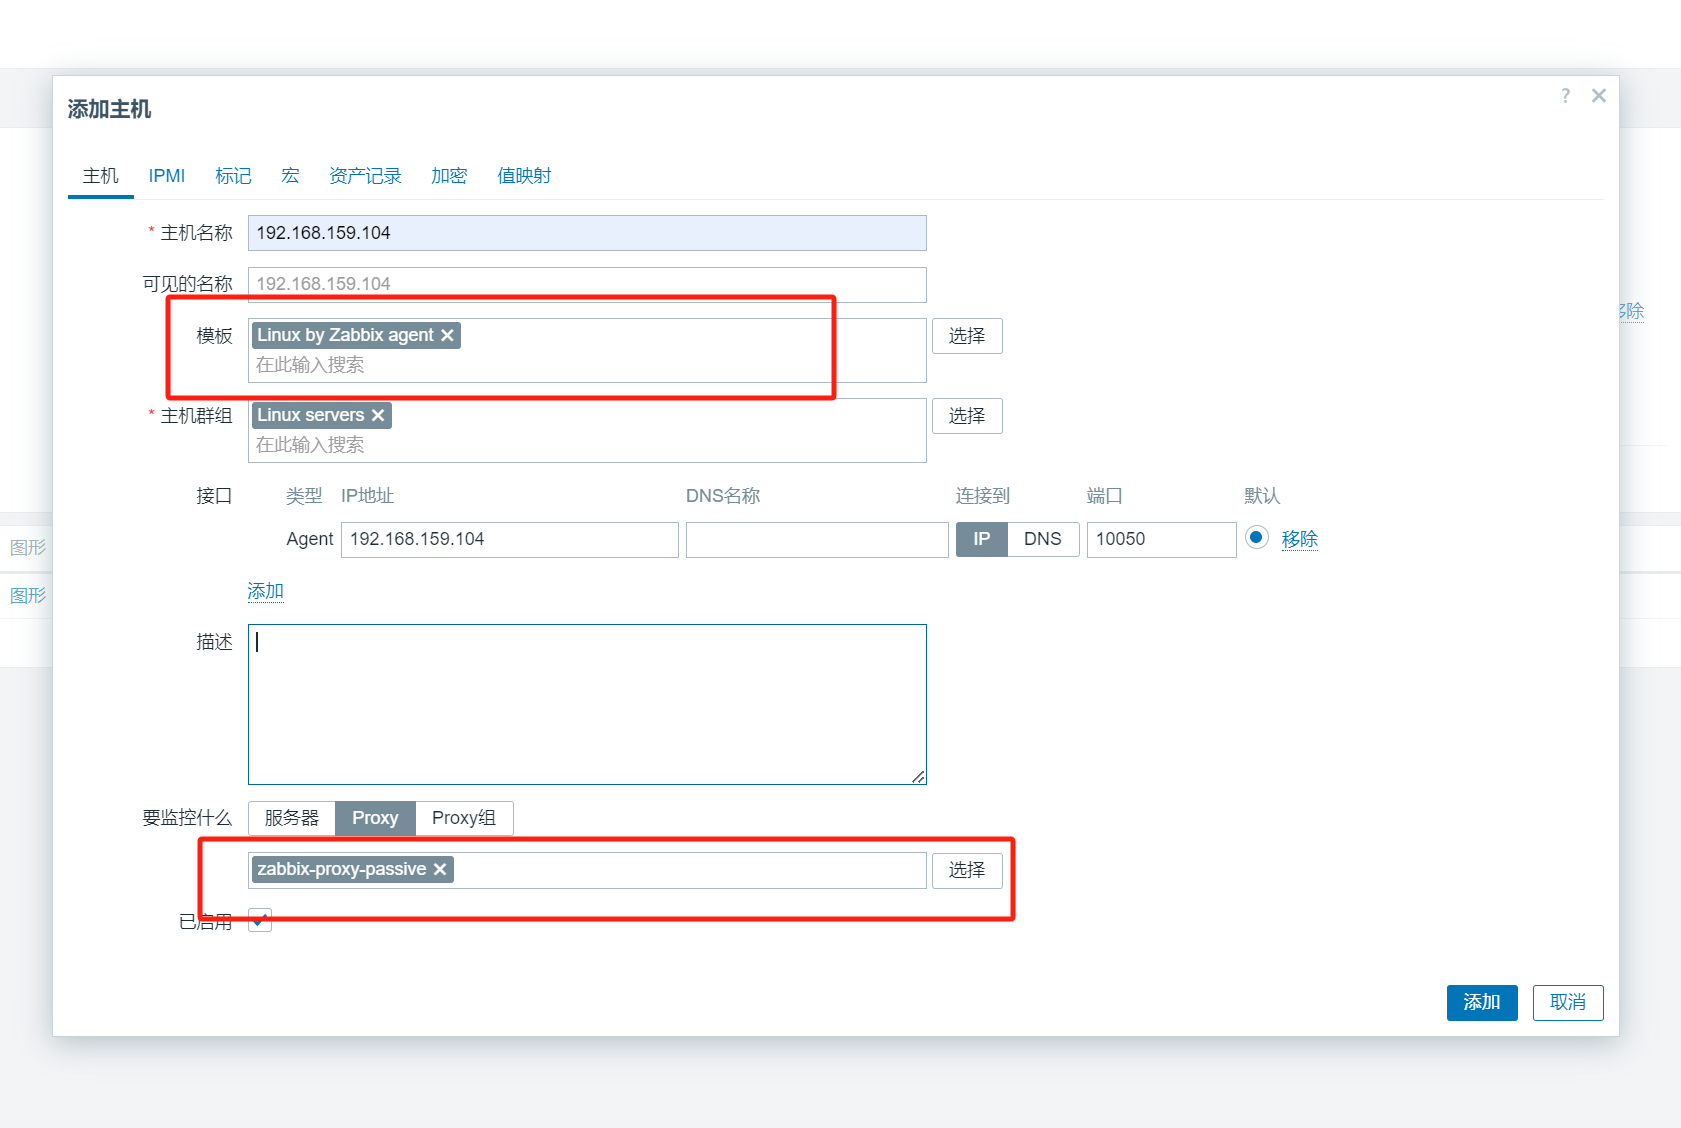 添加主机
?
主机 IPMI 标记 宏 资产记录 加密 值映射
* 主机名称 192.168.159.104
可见的名称 192.168.159.104
模板 Linux by Zabbix agent 选择
在此输入搜索
* 主机群组 Linux servers 选择
在此输入搜索
接口 类型 IP地址 DNS名称 连接到 端口 默认
Agent 192.168.159.104 IP DNS 10050 移除
添加
描述
要监控什么 服务器 Proxy Proxy组
zabbix-proxy-passive 选择
已启用
添加 取消
移除
图形
图形